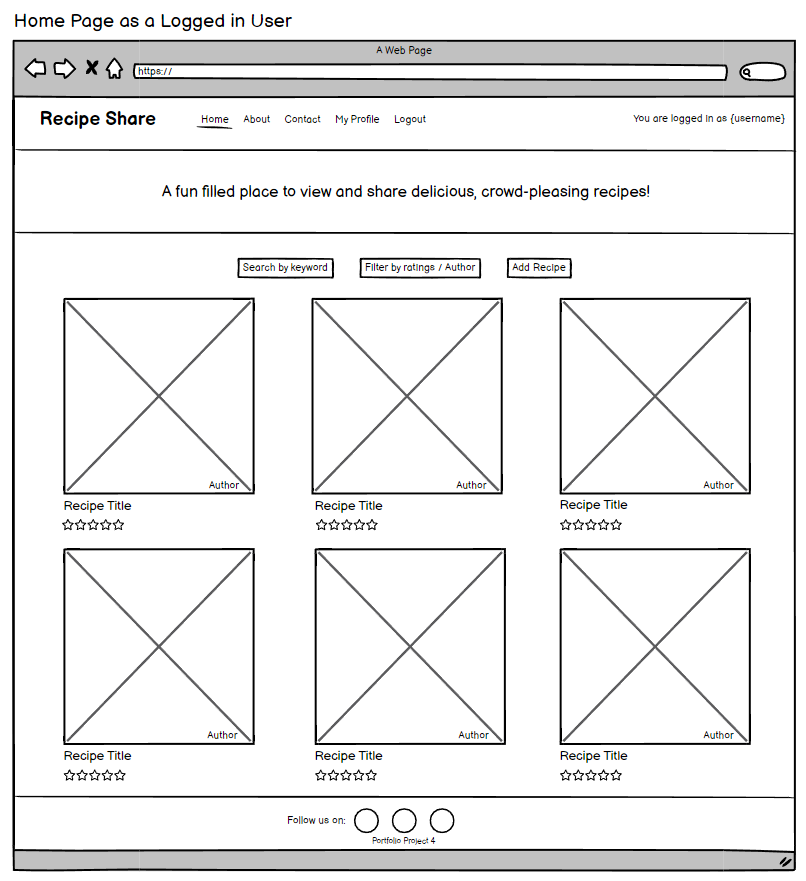 Home Page as a Logged in User
A Web Page
https://
Recipe Share Home About Contact My Profile Logout You are logged in as {username}
A fun filled place to view and share delicious, crowd-pleasing recipes!
Search by keyword Filter by ratings / Author Add Recipe
Author Author Author
Recipe Title Recipe Title Recipe Title
Author Author Author
Recipe Title Recipe Title Recipe Title
Follow us on:
Portfolio Project 4